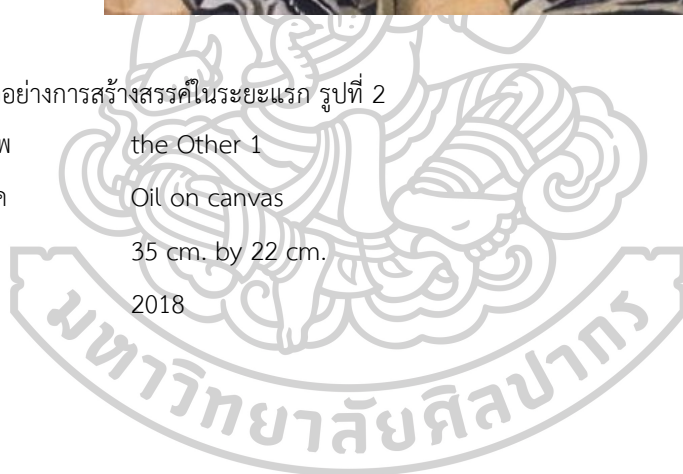 อย่างการสร้างสรรค์ในระยะแรก รูปที่ 2
the Other 1
Oil on canvas
35 cm. by 22 cm.
2018
มหาวิทยาลัยศิลปากร